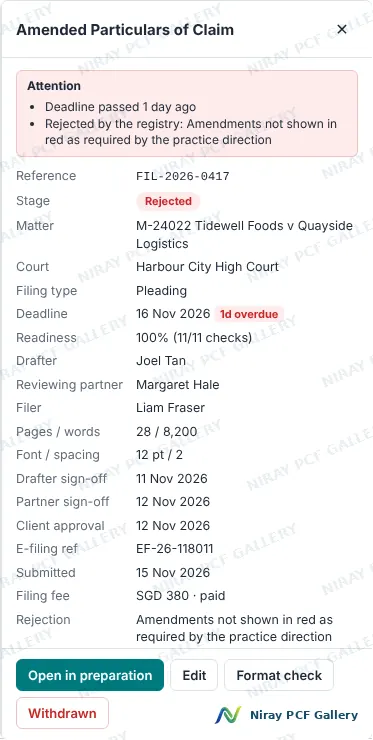 Amended Particulars of Claim ✕
Attention
• Deadline passed 1 day ago
• Rejected by the registry: Amendments not shown in
red as required by the practice direction
Reference FIL-2026-0417
Stage Rejected
Matter M-24022 Tidewell Foods v Quayside
Logistics
Court Harbour City High Court
Filing type Pleading
Deadline 16 Nov 2026 1d overdue
Readiness 100% (11/11 checks)
Drafter Joel Tan
Reviewing partner Margaret Hale
Filer Liam Fraser
Pages / words 28 / 8,200
Font / spacing 12 pt / 2
Drafter sign-off 11 Nov 2026
Partner sign-off 12 Nov 2026
Client approval 12 Nov 2026
E-filing ref EF-26-118011
Submitted 15 Nov 2026
Filing fee SGD 380 · paid
Rejection Amendments not shown in red as
required by the practice direction
Open in preparation Edit Format check
Withdrawn
Niray PCF Gallery
NIRAY PCF GALLERY